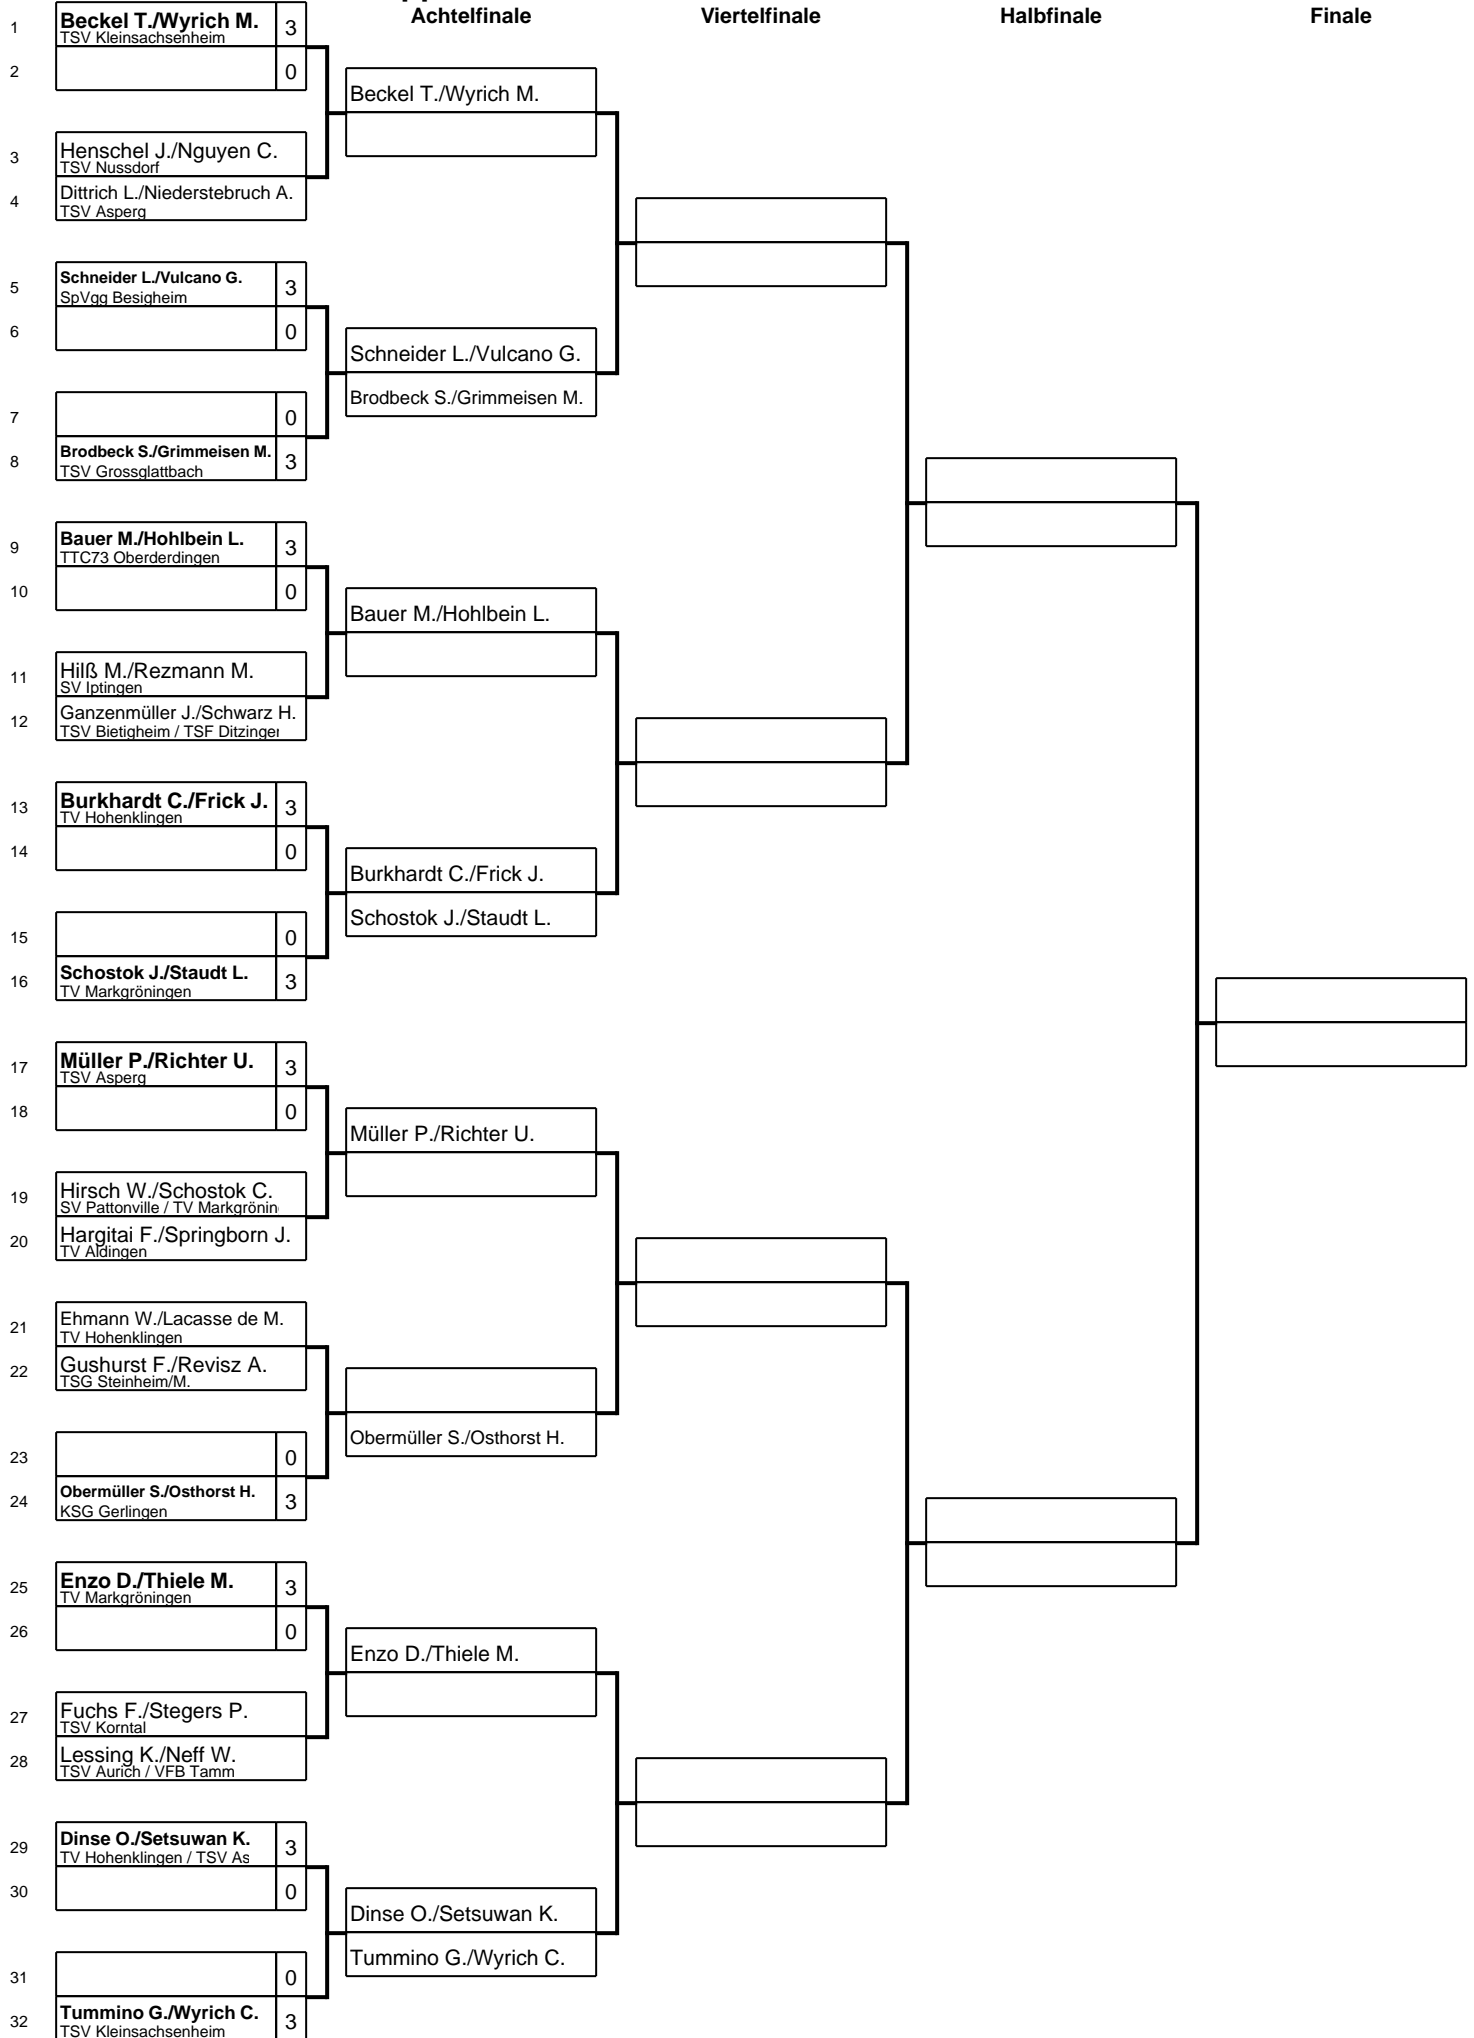 Achtelfinale Viertelfinale Halbfinale Finale
1 Beckel T./Wyrich M. 3
TSV Kleinsachsenheim
2 0
Beckel T./Wyrich M.
3 Henschel J./Nguyen C.
TSV Nussdorf
4 Dittrich L./Niederstebruch A.
TSV Asperg
5 Schneider L./Vulcano G. 3
SpVgg Besigheim
6 0
Schneider L./Vulcano G.
Brodbeck S./Grimmeisen M.
7 0
8 Brodbeck S./Grimmeisen M. 3
TSV Grossglattbach
9 Bauer M./Hohlbein L. 3
TTC73 Oberderdingen
10 0
Bauer M./Hohlbein L.
11 Hilß M./Rezmann M.
SV Iptingen
12 Ganzenmüller J./Schwarz H.
TSV Bietigheim / TSF Ditzinger
13 Burkhardt C./Frick J. 3
TV Hohenklingen
14 0
Burkhardt C./Frick J.
Schostok J./Staudt L.
15 0
16 Schostok J./Staudt L. 3
TV Markgröningen
17 Müller P./Richter U. 3
TSV Asperg
18 0
Müller P./Richter U.
19 Hirsch W./Schostok C.
SV Pattonville / TV Markgrönin
20 Hargitai F./Springborn J.
TV Aldingen
21 Ehmann W./Lacasse de M.
TV Hohenklingen
22 Gushurst F./Revisz A.
TSG Steinheim/M.
Obermüller S./Osthorst H.
23 0
24 Obermüller S./Osthorst H. 3
KSG Gerlingen
25 Enzo D./Thiele M. 3
TV Markgröningen
26 0
Enzo D./Thiele M.
27 Fuchs F./Stegers P.
TSV Korntal
28 Lessing K./Neff W.
TSV Aurich / VFB Tamm
29 Dinse O./Setsuwan K. 3
TV Hohenklingen / TSV As
30 0
Dinse O./Setsuwan K.
Tummino G./Wyrich C.
31 0
32 Tummino G./Wyrich C. 3
TSV Kleinsachsenheim